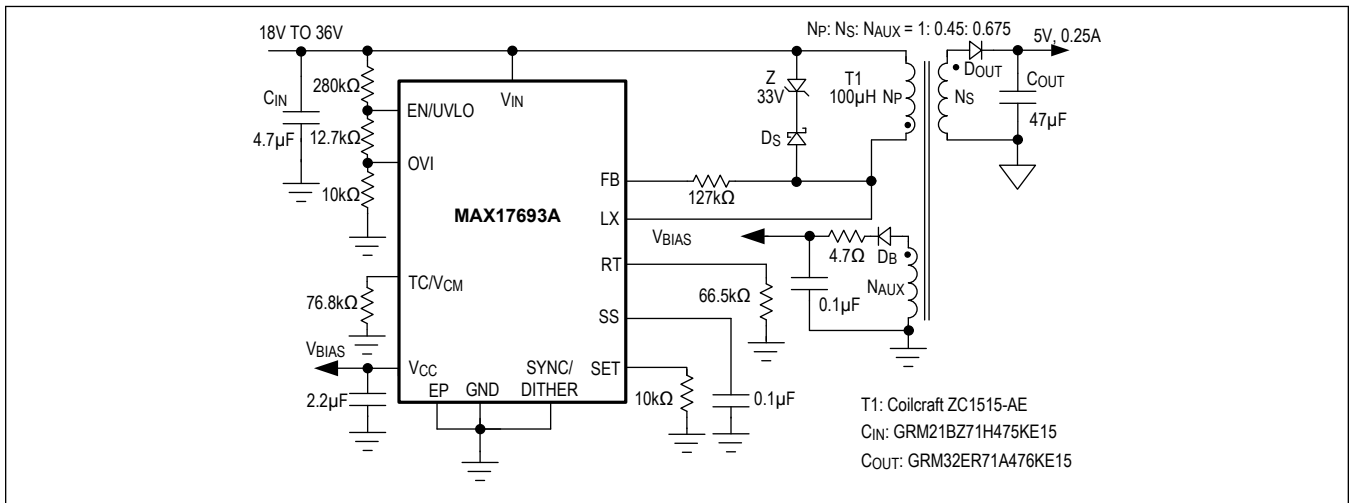 18V TO 36V
NP: NS: NAUX = 1: 0.45: 0.675
5V, 0.25A
CIN
4.7µF
280kΩ
12.7kΩ
10kΩ
EN/UVLO
OVI
VIN
MAX17693A
FB
LX
RT
SS
SET
TC/VCM
VCC
EP
GND
SYNC/
DITHER
Z
33V
DS
T1
100µH
NP
NS
DOUT
COUT
47µF
127kΩ
VBIAS
4.7Ω
DB
NAUX
0.1µF
66.5kΩ
76.8kΩ
VBIAS
2.2µF
10kΩ
0.1µF
T1: Coilcraft ZC1515-AE
CIN: GRM21BZ71H475KE15
COUT: GRM32ER71A476KE15